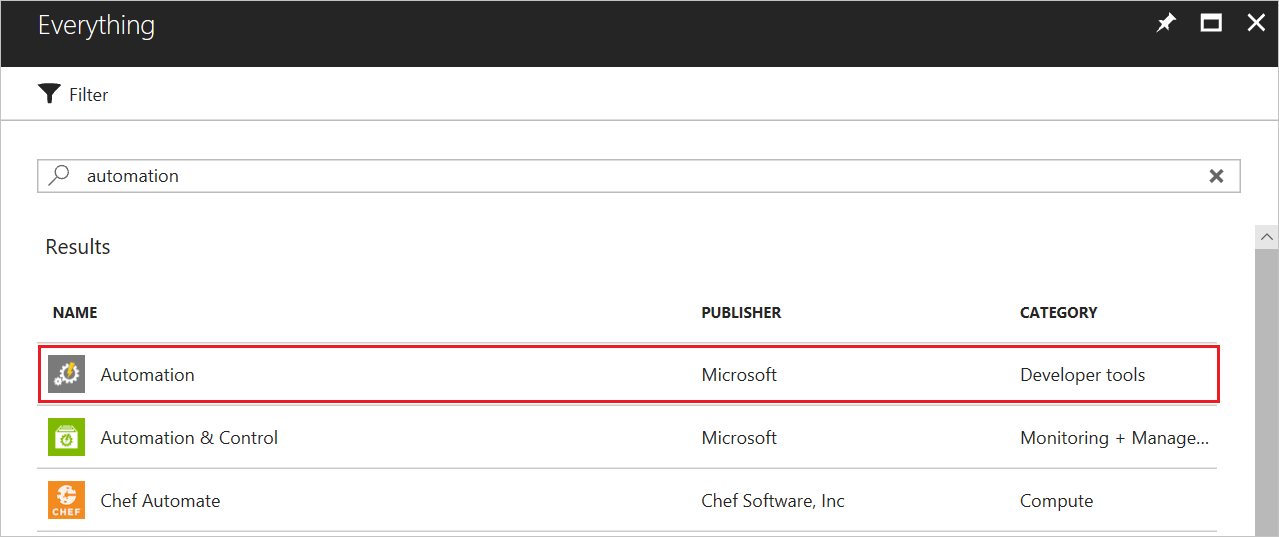 Everything
Filter
automation
Results
NAME PUBLISHER CATEGORY
Automation Microsoft Developer tools
Automation & Control Microsoft Monitoring + Manage...
CHEF Chef Automate Chef Software, Inc Compute